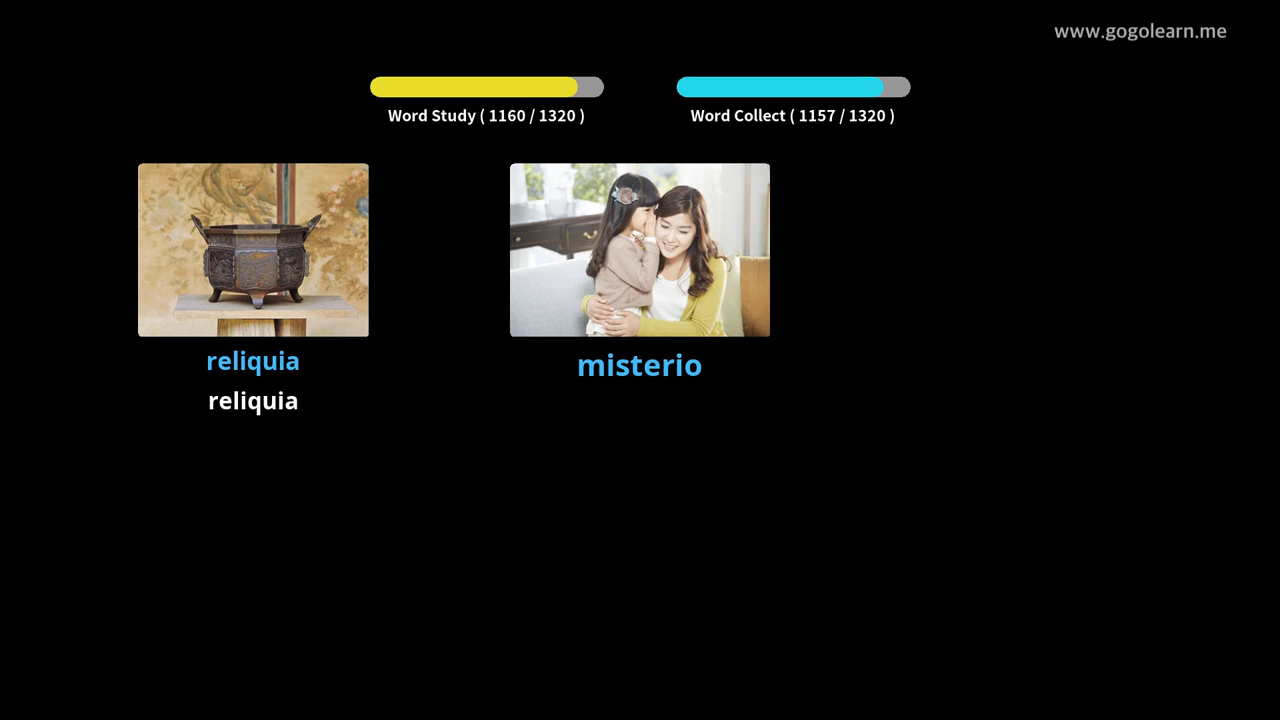 www.gogolearn.me
Word Study ( 1160 / 1320 )
Word Collect ( 1157 / 1320 )
reliquia
reliquia
misterio